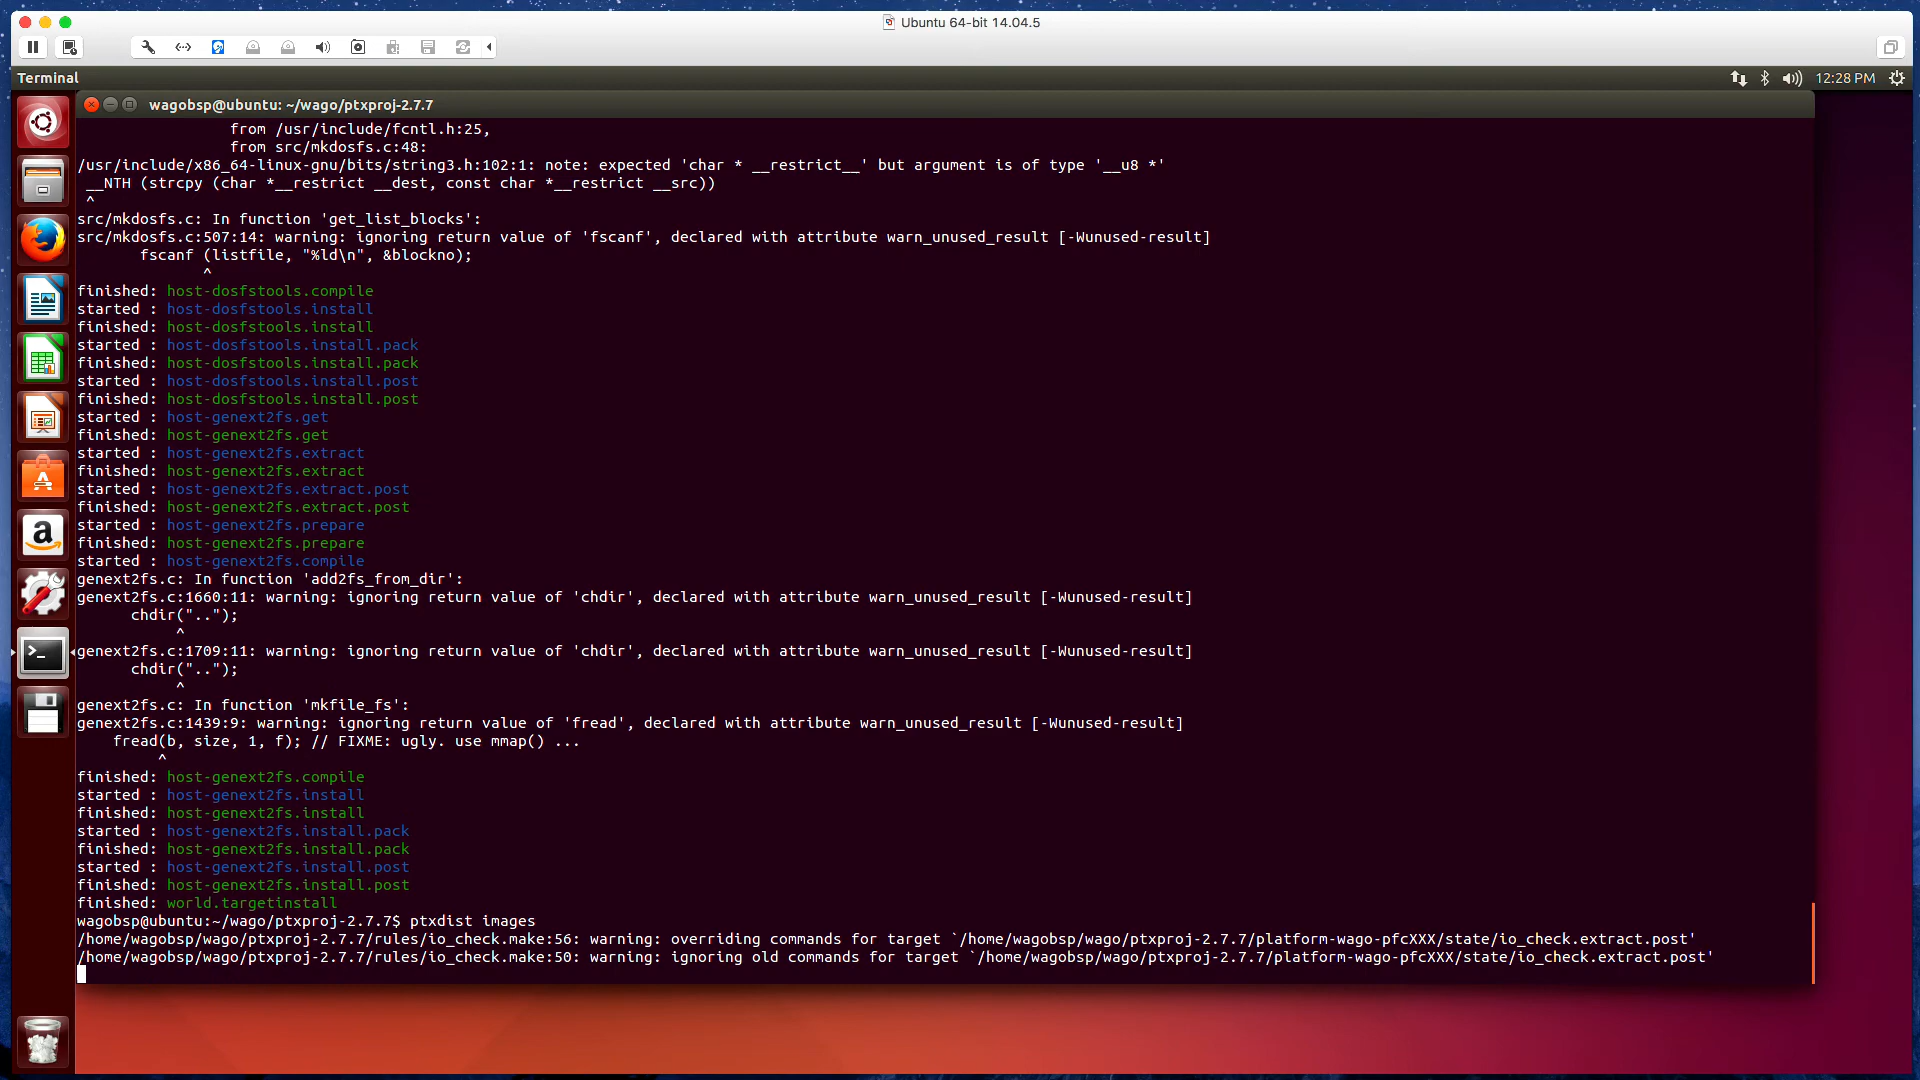 Ubuntu 64-bit 14.04.5
Terminal
12:28 PM
wagobsp@ubuntu: ~/wago/ptxproj-2.7.7
                 from /usr/include/fcntl.h:25,
                 from src/mkdosfs.c:48:
/usr/include/x86_64-linux-gnu/bits/string3.h:102:1: note: expected 'char * __restrict__' but argument is of type '__u8 *'
 __NTH (strcpy (char *__restrict __dest, const char *__restrict __src))
 ^
src/mkdosfs.c: In function 'get_list_blocks':
src/mkdosfs.c:507:14: warning: ignoring return value of 'fscanf', declared with attribute warn_unused_result [-Wunused-result]
       fscanf (listfile, "%ld\n", &blockno);
              ^
finished: host-dosfstools.compile
started : host-dosfstools.install
finished: host-dosfstools.install
started : host-dosfstools.install.pack
finished: host-dosfstools.install.pack
started : host-dosfstools.install.post
finished: host-dosfstools.install.post
started : host-genext2fs.get
finished: host-genext2fs.get
started : host-genext2fs.extract
finished: host-genext2fs.extract
started : host-genext2fs.extract.post
finished: host-genext2fs.extract.post
started : host-genext2fs.prepare
finished: host-genext2fs.prepare
started : host-genext2fs.compile
genext2fs.c: In function 'add2fs_from_dir':
genext2fs.c:1660:11: warning: ignoring return value of 'chdir', declared with attribute warn_unused_result [-Wunused-result]
      chdir("..");
           ^
genext2fs.c:1709:11: warning: ignoring return value of 'chdir', declared with attribute warn_unused_result [-Wunused-result]
      chdir("..");
           ^
genext2fs.c: In function 'mkfile_fs':
genext2fs.c:1439:9: warning: ignoring return value of 'fread', declared with attribute warn_unused_result [-Wunused-result]
    fread(b, size, 1, f); // FIXME: ugly. use mmap() ...
         ^
finished: host-genext2fs.compile
started : host-genext2fs.install
finished: host-genext2fs.install
started : host-genext2fs.install.pack
finished: host-genext2fs.install.pack
started : host-genext2fs.install.post
finished: host-genext2fs.install.post
finished: world.targetinstall
wagobsp@ubuntu:~/wago/ptxproj-2.7.7$ ptxdist images
/home/wagobsp/wago/ptxproj-2.7.7/rules/io_check.make:56: warning: overriding commands for target `/home/wagobsp/wago/ptxproj-2.7.7/platform-wago-pfcXXX/state/io_check.extract.post'
/home/wagobsp/wago/ptxproj-2.7.7/rules/io_check.make:50: warning: ignoring old commands for target `/home/wagobsp/wago/ptxproj-2.7.7/platform-wago-pfcXXX/state/io_check.extract.post'